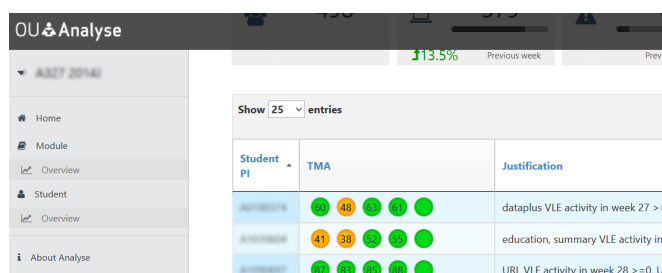 OU Analyse
13.5% Previous week
Home
Module
Overview
Student
Overview
About Analyse
Show 25 entries
Student PI TMA Justification
60 48 63 61 dataplus VLE activity in week 27 >
41 38 52 55 education, summary VLE activity in
87 83 85 88 URL VLE activity in week 28 >=0, U